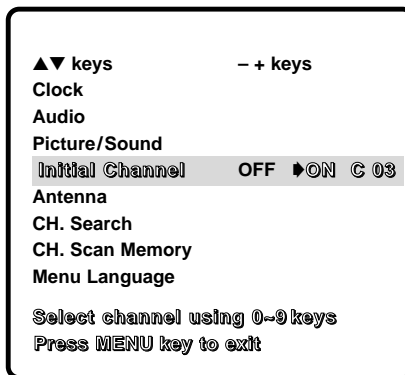 ▲▼ keys – + keys
Clock
Audio
Picture/Sound
Initial Channel OFF ➧ON C 03
Antenna
CH. Search
CH. Scan Memory
Menu Language
Select channel using 0~9 keys
Press MENU key to exit